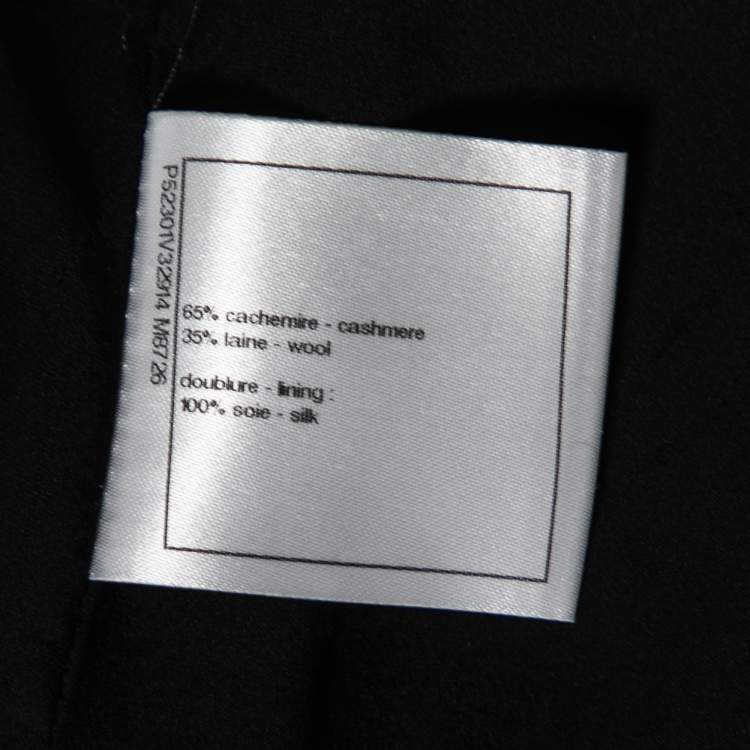 P52301V32914 M8726
65% cachemire - cashmere
35% laine - wool
doublure - lining :
100% soie - silk